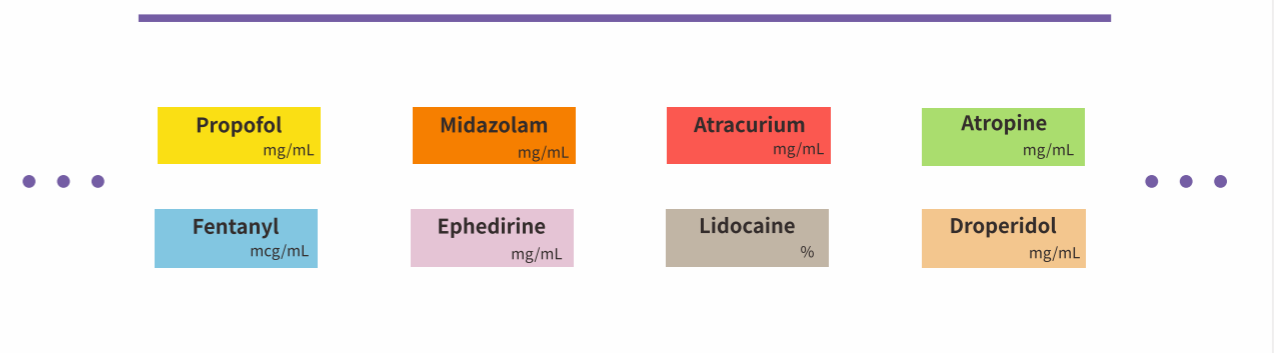 Propofol
mg/mL
Midazolam
mg/mL
Atracurium
mg/mL
Atropine
mg/mL
Fentanyl
mcg/mL
Ephedirine
mg/mL
Lidocaine
%
Droperidol
mg/mL